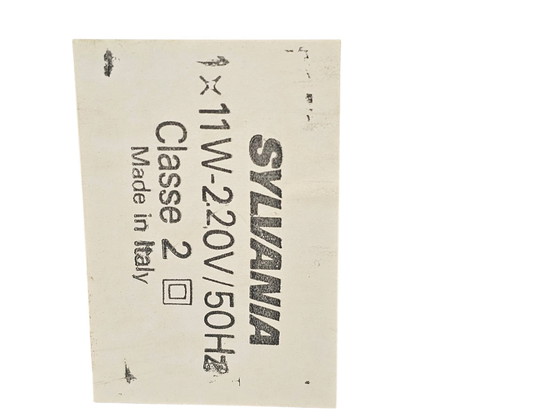 SYLVANIA
1×11W-220V/50Hz
Classe 2
Made in Italy